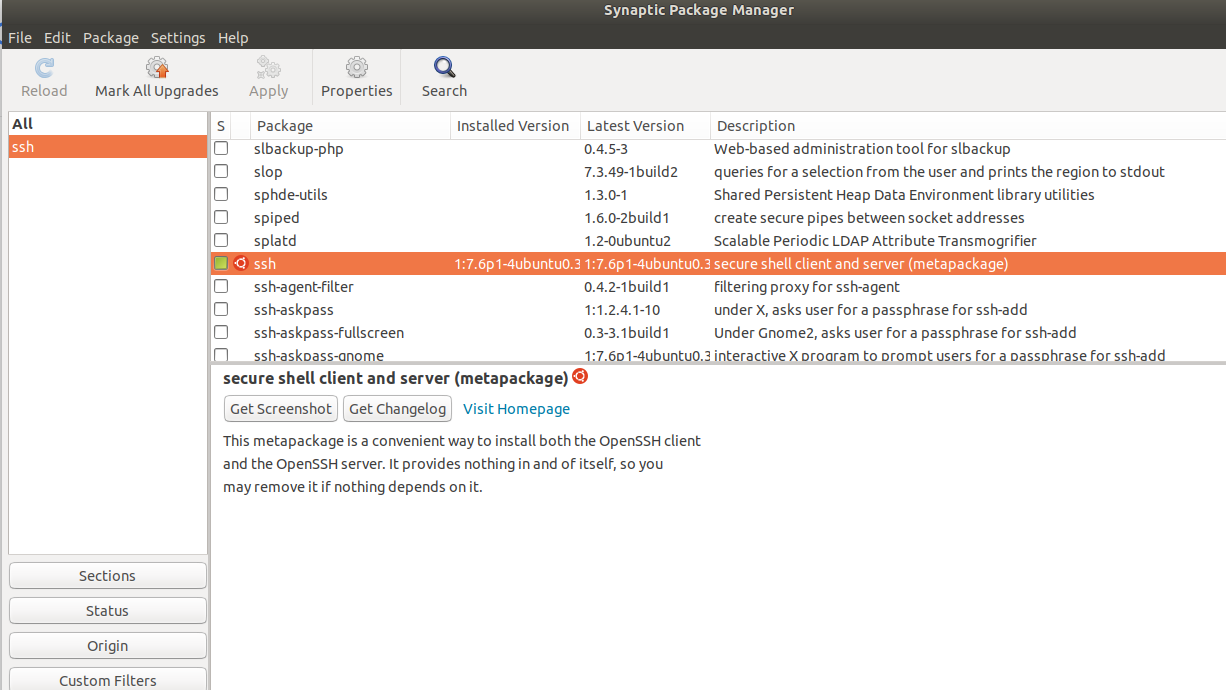 Synaptic Package Manager
File Edit Package Settings Help
Reload Mark All Upgrades Apply Properties Search
All
ssh
S Package Installed Version Latest Version Description
slbackup-php 0.4.5-3 Web-based administration tool for slbackup
slop 7.3.49-1build2 queries for a selection from the user and prints the region to stdout
sphde-utils 1.3.0-1 Shared Persistent Heap Data Environment library utilities
spiped 1.6.0-2build1 create secure pipes between socket addresses
splatd 1.2-0ubuntu2 Scalable Periodic LDAP Attribute Transmogrifier
ssh 1:7.6p1-4ubuntu0.3 1:7.6p1-4ubuntu0.3 secure shell client and server (metapackage)
ssh-agent-filter 0.4.2-1build1 filtering proxy for ssh-agent
ssh-askpass 1:1.2.4.1-10 under X, asks user for a passphrase for ssh-add
ssh-askpass-fullscreen 0.3-3.1build1 Under Gnome2, asks user for a passphrase for ssh-add
ssh-askpass-gnome 1:7.6p1-4ubuntu0.3 interactive X program to prompt users for a passphrase for ssh-add
secure shell client and server (metapackage)
Get Screenshot Get Changelog Visit Homepage
This metapackage is a convenient way to install both the OpenSSH client
and the OpenSSH server. It provides nothing in and of itself, so you
may remove it if nothing depends on it.
Sections
Status
Origin
Custom Filters